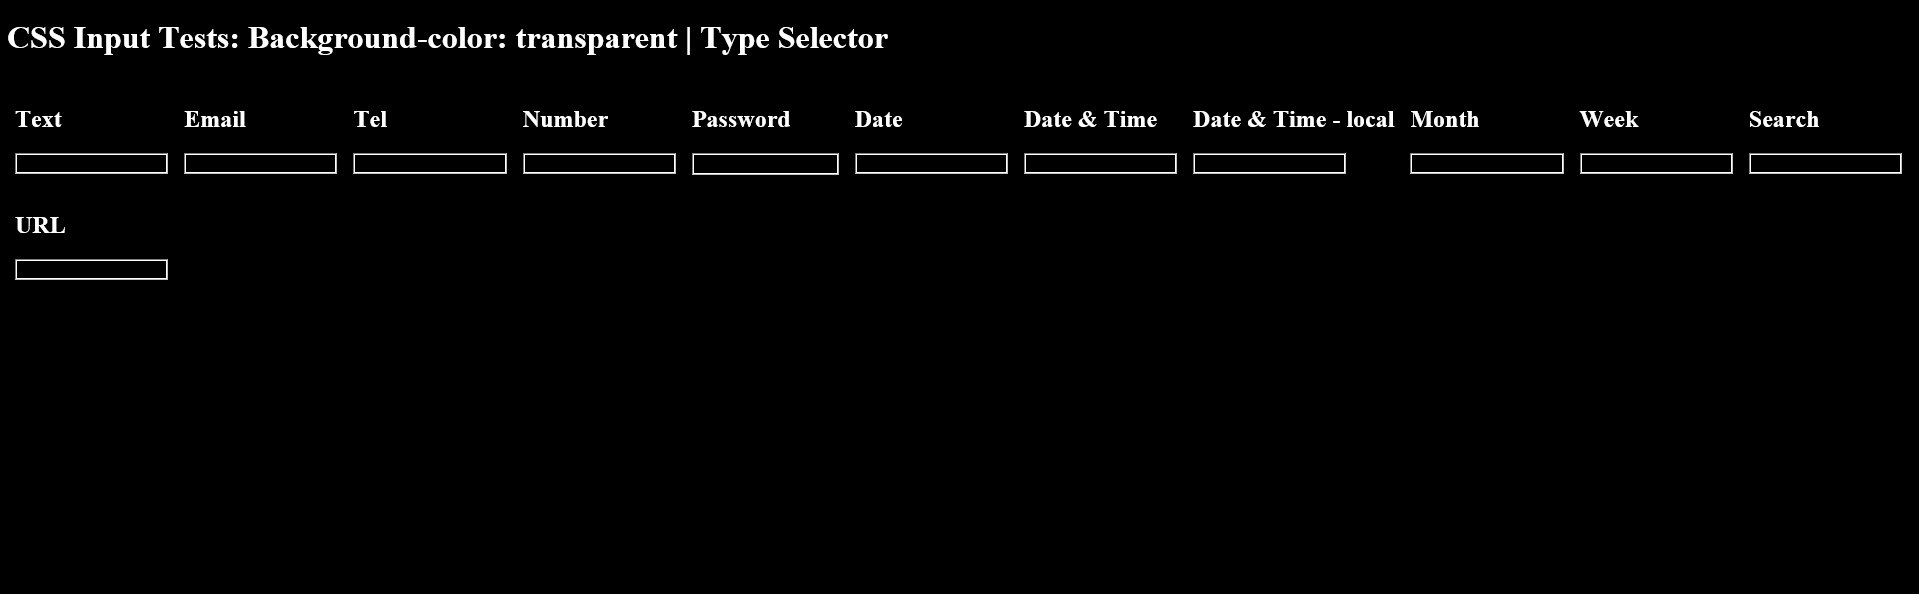 CSS Input Tests: Background-color: transparent | Type Selector
Text Email Tel Number Password Date Date & Time Date & Time - local Month Week Search
URL